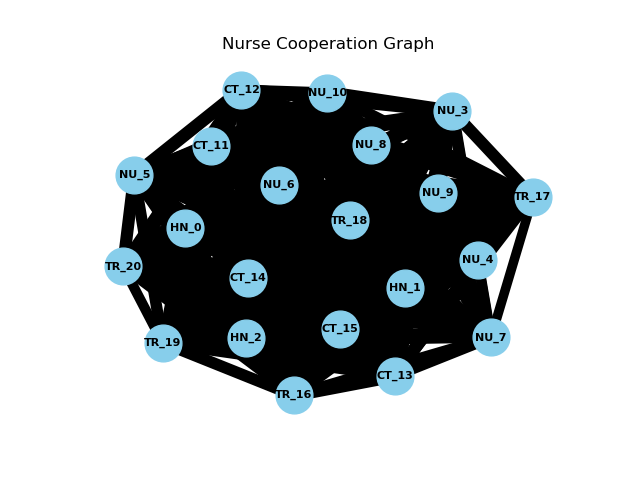 Nurse Cooperation Graph
CT_12
NU_10
NU_3
CT_11
NU_8
NU_5
NU_6
NU_9
TR_17
TR_18
HN_0
NU_4
TR_20
CT_14
HN_1
CT_15
NU_7
HN_2
TR_19
CT_13
TR_16